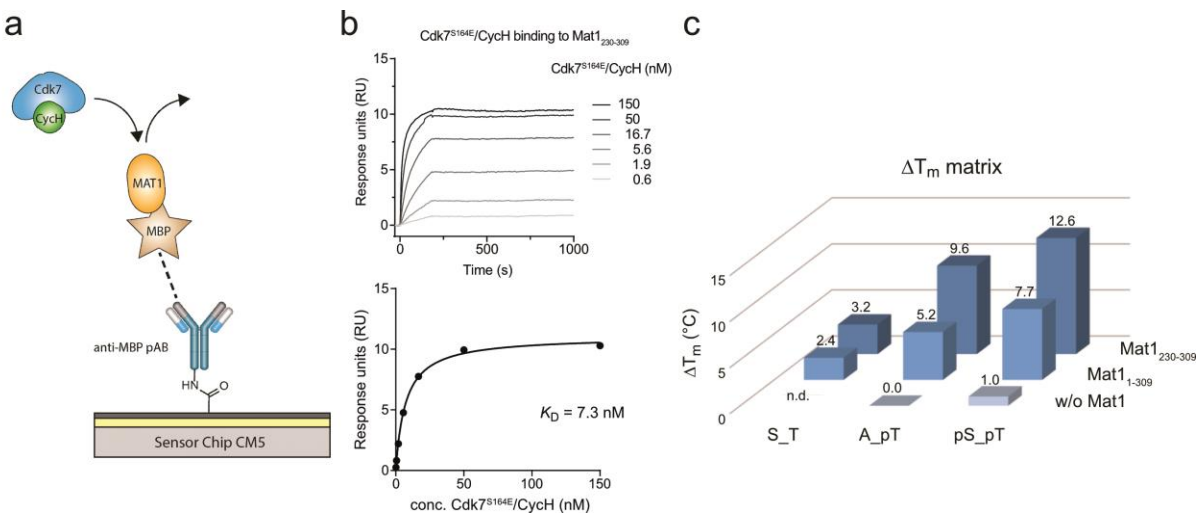 a
Cdk7
CycH
MAT1
MBP
anti-MBP pAB
HN
O
Sensor Chip CM5
b
Cdk7S164E/CycH binding to Mat1230-309
Cdk7S164E/CycH (nM)
150
50
16.7
5.6
1.9
0.6
Response units (RU)
15
10
5
0
0
500
1000
Time (s)
Response units (RU)
15
10
5
0
KD = 7.3 nM
0
50
100
150
conc. Cdk7S164E/CycH (nM)
c
ΔTm matrix
ΔTm (°C)
15
10
5
0
12.6
9.6
3.2
7.7
5.2
2.4
1.0
0.0
n.d.
Mat1230-309
Mat11-309
w/o Mat1
S_T
A_pT
pS_pT